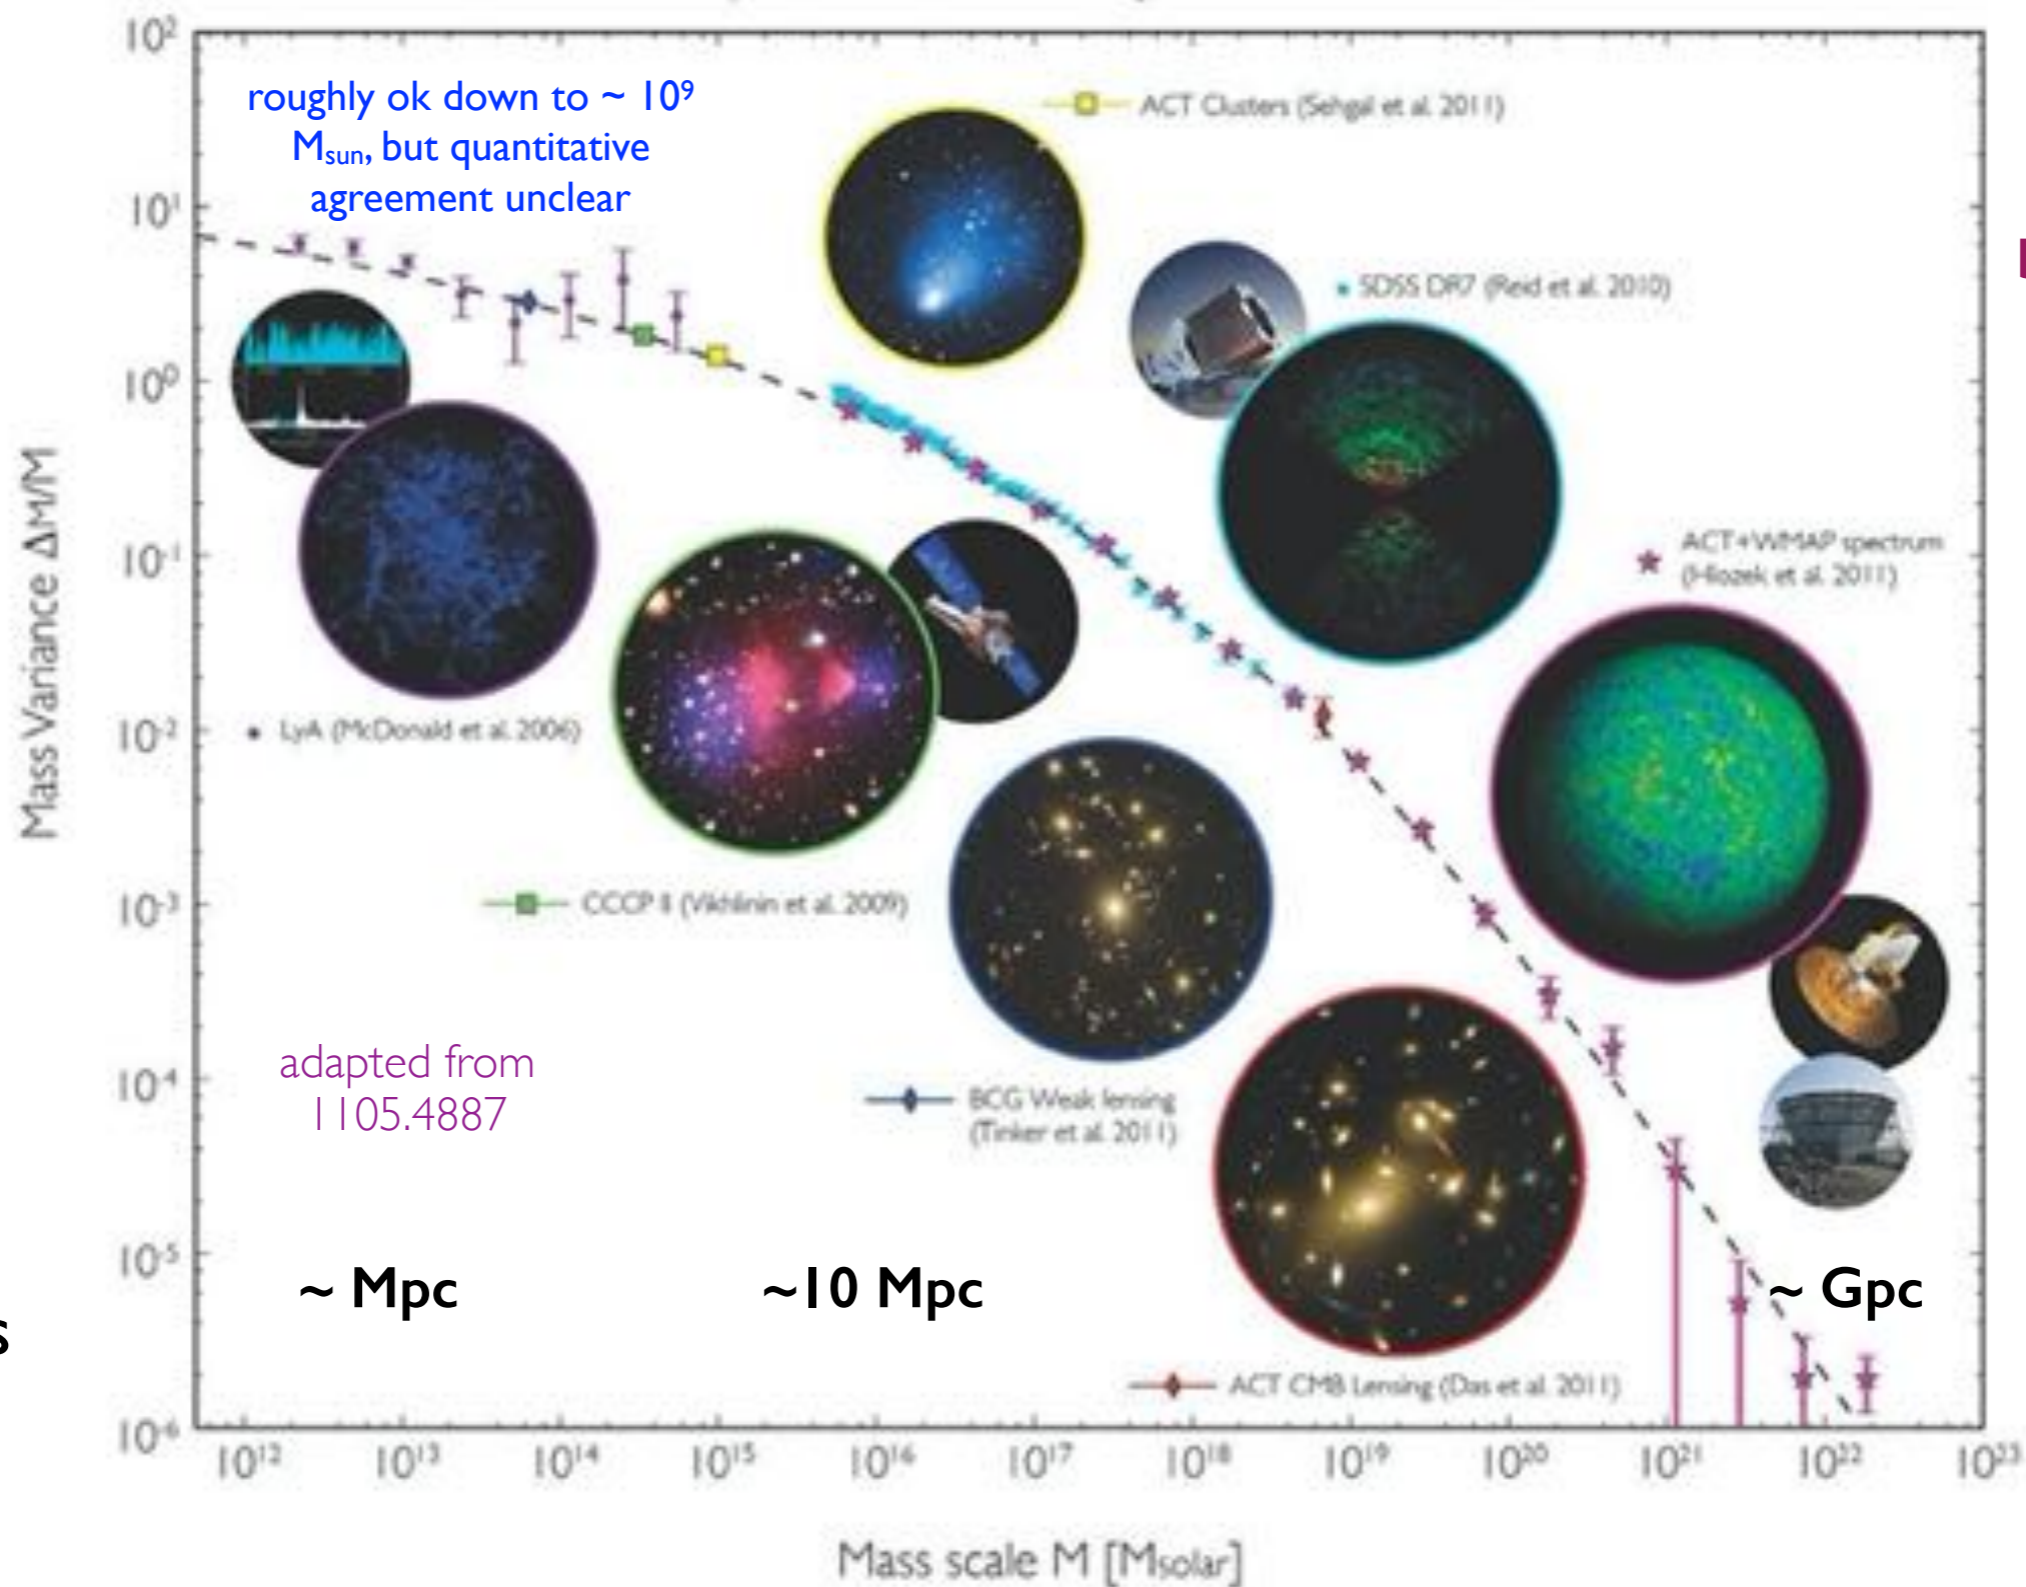 10²
roughly ok down to ~ 10⁹
Msun, but quantitative
agreement unclear
ACT Clusters (Sehgal et al. 2011)
10¹
SDSS DR7 (Reid et al. 2010)
10⁰
Mass Variance ΔM/M
10⁻¹
ACT+WMAP spectrum
(Hlozek et al. 2011)
10⁻²
LyA (McDonald et al. 2006)
10⁻³
CCCP II (Vikhlinin et al. 2009)
adapted from
1105.4887
10⁻⁴
BCG Weak lensing
(Tinker et al. 2011)
10⁻⁵
~ Mpc
~10 Mpc
~ Gpc
s
ACT CMB Lensing (Das et al. 2011)
10⁻⁶
10¹² 10¹³ 10¹⁴ 10¹⁵ 10¹⁶ 10¹⁷ 10¹⁸ 10¹⁹ 10²⁰ 10²¹ 10²² 10²³
Mass scale M [Msolar]